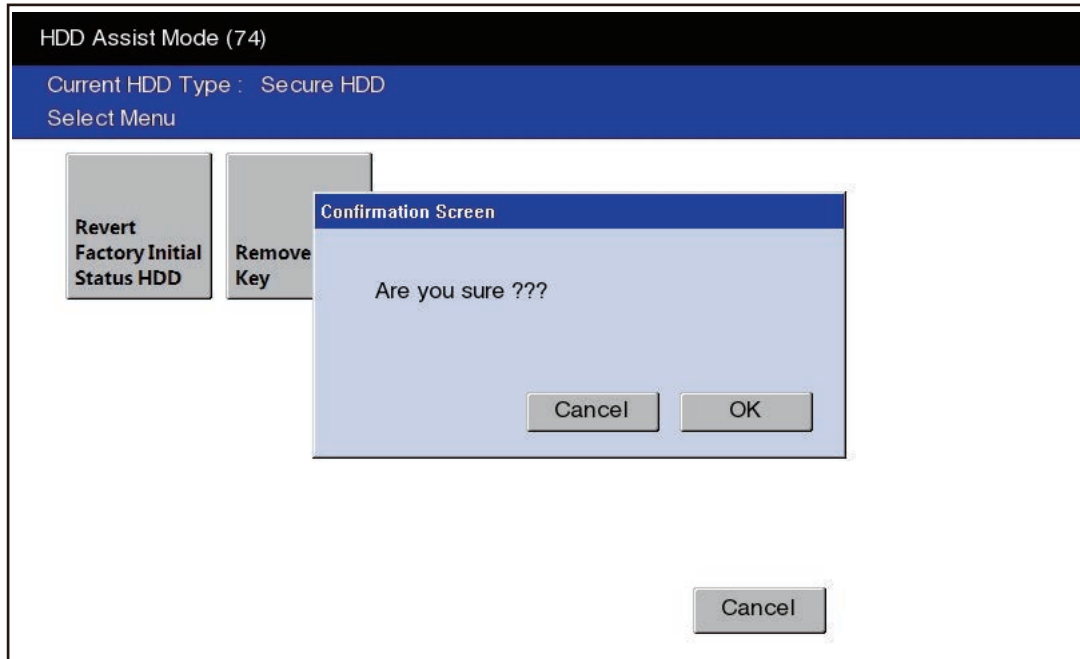 HDD Assist Mode (74)
Current HDD Type : Secure HDD
Select Menu
Revert
Factory Initial
Status HDD
Remove
Key
Confirmation Screen
Are you sure ???
Cancel
OK
Cancel